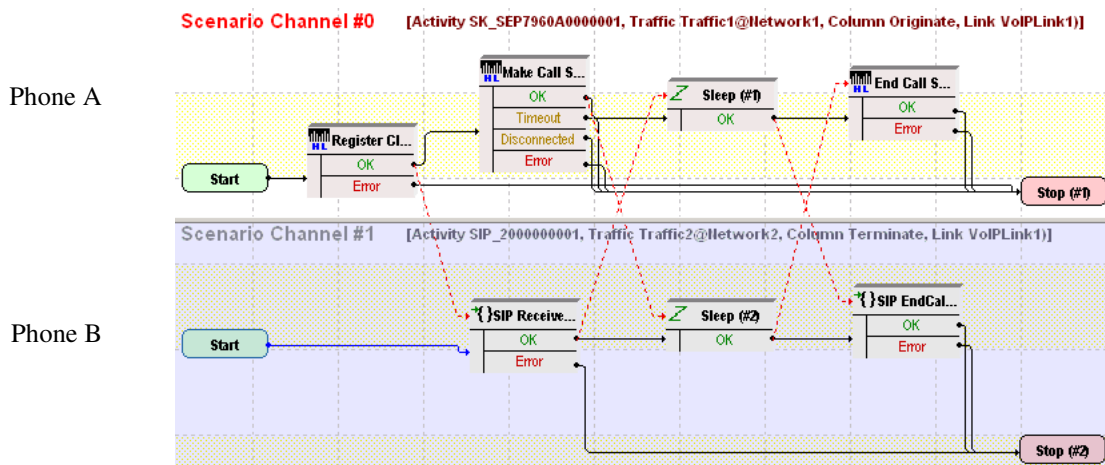 Scenario Channel #0 [Activity SK_SEP7960A0000001, Traffic Traffic1@Network1, Column Originate, Link VoIPLink1)]
Phone A
Start
HL Register Cl...
OK
Error
HL Make Call S...
OK
Timeout
Disconnected
Error
Sleep (#1)
OK
HL End Call S...
OK
Error
Stop (#1)
Scenario Channel #1 [Activity SIP_2000000001, Traffic Traffic2@Network2, Column Terminate, Link VoIPLink1)]
Phone B
Start
{}SIP Receive...
OK
Error
Sleep (#2)
OK
{}SIP EndCal...
OK
Error
Stop (#2)